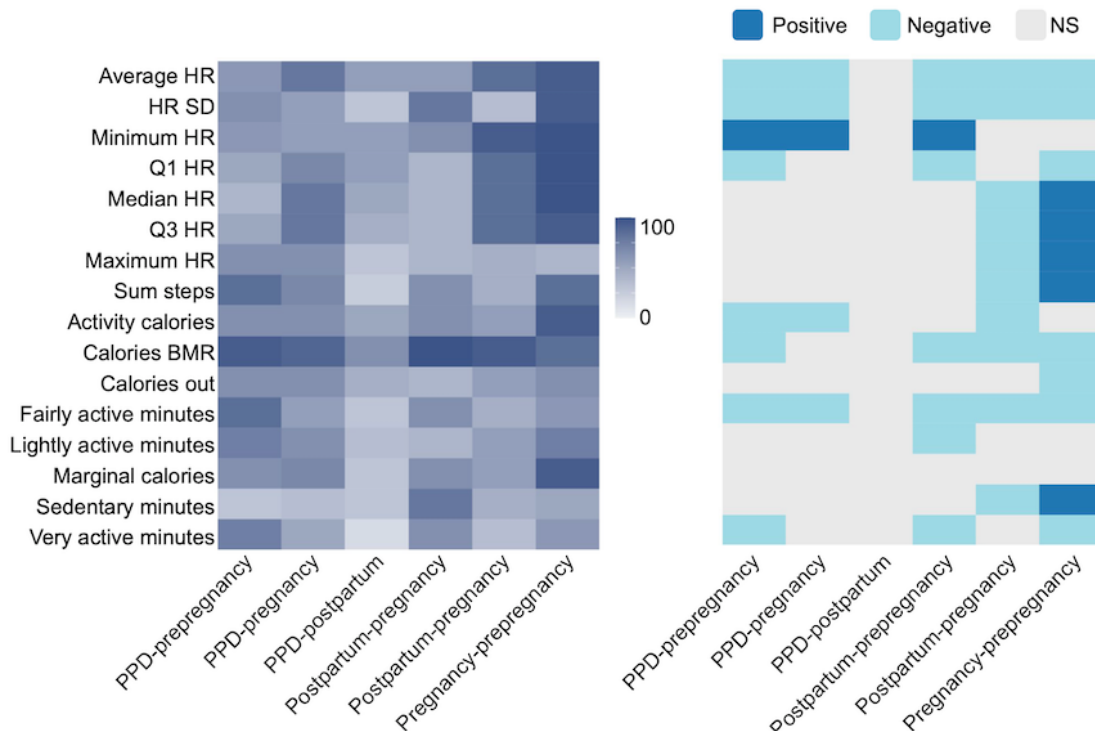 Positive Negative NS
Average HR
HR SD
Minimum HR
Q1 HR
Median HR
Q3 HR
Maximum HR
Sum steps
Activity calories
Calories BMR
Calories out
Fairly active minutes
Lightly active minutes
Marginal calories
Sedentary minutes
Very active minutes
100
0
PPD-prepregnancy
PPD-pregnancy
PPD-postpartum
Postpartum-pregnancy
Postpartum-pregnancy
Pregnancy-prepregnancy
PPD-prepregnancy
PPD-pregnancy
PPD-postpartum
Postpartum-prepregnancy
Postpartum-pregnancy
Pregnancy-prepregnancy